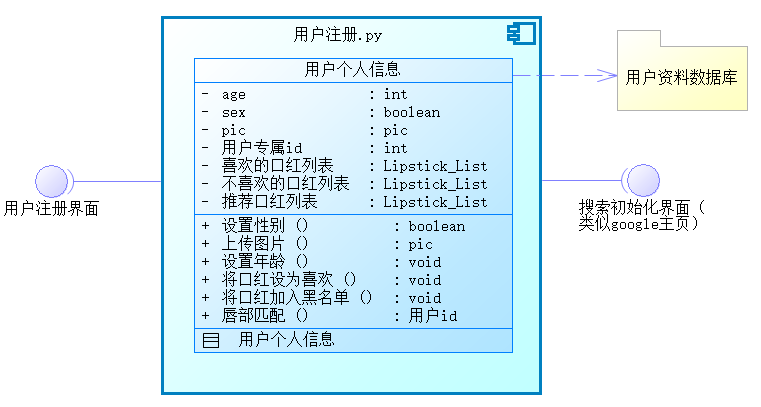 用户注册.py
用户个人信息
- age : int
- sex : boolean
- pic : pic
- 用户专属id : int
- 喜欢的口红列表 : Lipstick_List
- 不喜欢的口红列表 : Lipstick_List
- 推荐口红列表 : Lipstick_List
+ 设置性别 () : boolean
+ 上传图片 () : pic
+ 设置年龄 () : void
+ 将口红设为喜欢 () : void
+ 将口红加入黑名单 () : void
+ 唇部匹配 () : 用户id
用户个人信息
用户资料数据库
用户注册界面
搜索初始化界面 (
类似google主页)